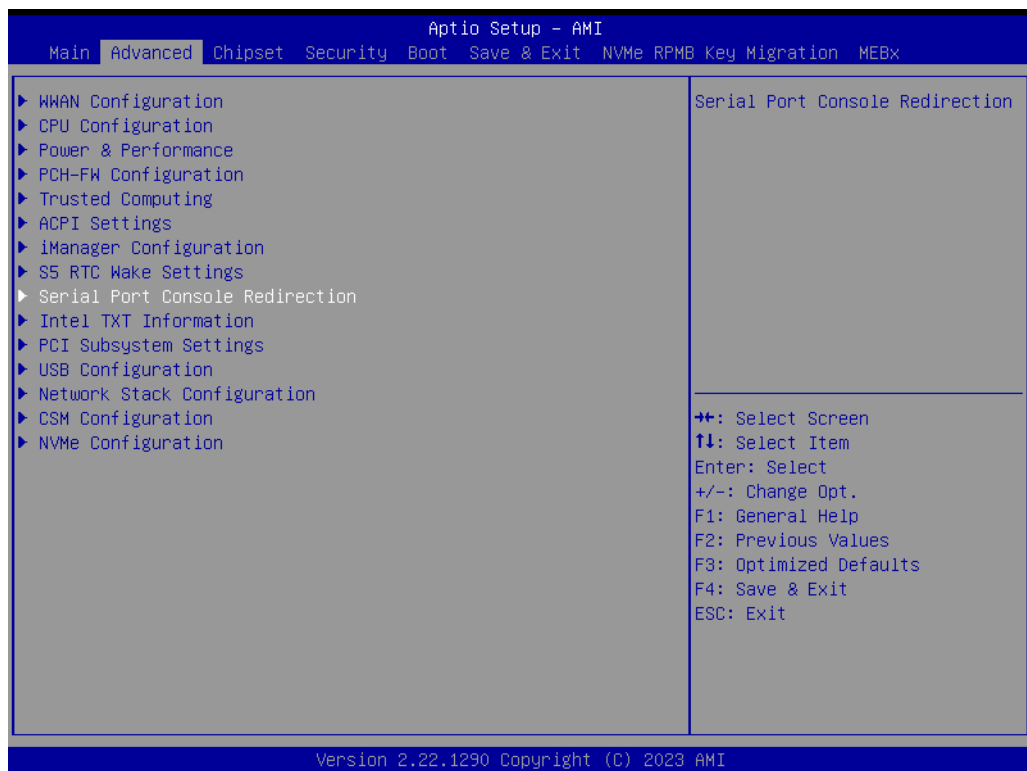 Aptio Setup – AMI
Main Advanced Chipset Security Boot Save & Exit NVMe RPMB Key Migration MEBx
▶ WWAN Configuration
▶ CPU Configuration
▶ Power & Performance
▶ PCH-FW Configuration
▶ Trusted Computing
▶ ACPI Settings
▶ iManager Configuration
▶ S5 RTC Wake Settings
▶ Serial Port Console Redirection
▶ Intel TXT Information
▶ PCI Subsystem Settings
▶ USB Configuration
▶ Network Stack Configuration
▶ CSM Configuration
▶ NVMe Configuration
Serial Port Console Redirection
→←: Select Screen
↑↓: Select Item
Enter: Select
+/-: Change Opt.
F1: General Help
F2: Previous Values
F3: Optimized Defaults
F4: Save & Exit
ESC: Exit
Version 2.22.1290 Copyright (C) 2023 AMI